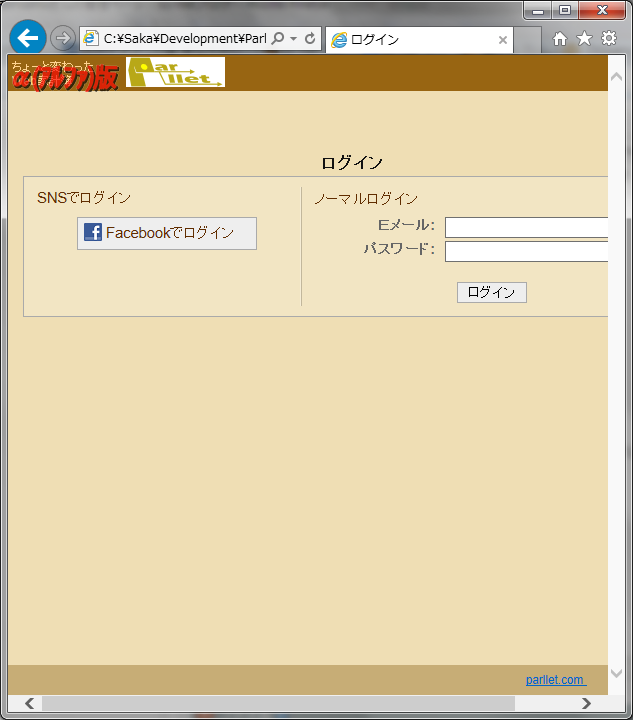 C:¥Saka¥Development¥Parl
ログイン
ちょっと変わった
α(アルファ)版
Parllet
ログイン
SNSでログイン
Facebookでログイン
ノーマルログイン
Eメール:
パスワード:
ログイン
parllet.com